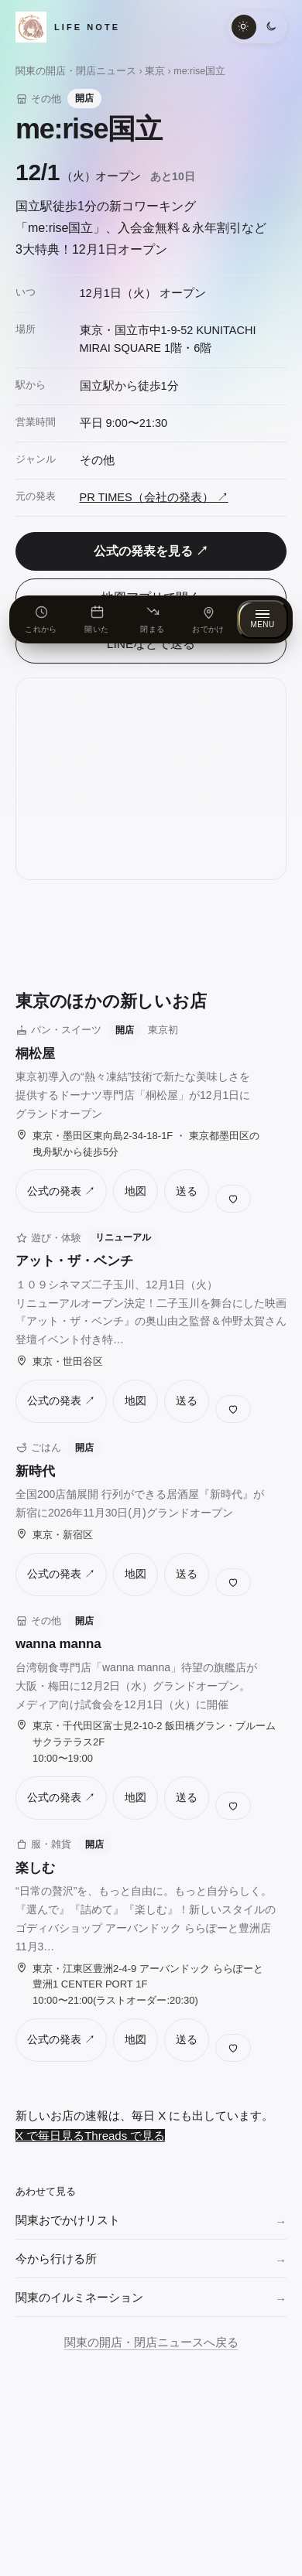 LIFE NOTE
関東の開店・閉店ニュース › 東京 › me:rise国立
その他 開店
me:rise国立
12/1（火）オープン あと10日
国立駅徒歩1分の新コワーキング
「me:rise国立」、入会金無料＆永年割引など
3大特典！12月1日オープン
いつ 12月1日（火） オープン
場所 東京・国立市中1-9-52 KUNITACHI
MIRAI SQUARE 1階・6階
駅から 国立駅から徒歩1分
営業時間 平日 9:00〜21:30
ジャンル その他
元の発表 PR TIMES（会社の発表） ↗
公式の発表を見る ↗
これから 開いた 閉まる おでかけ MENU
LINEなどで送る
東京のほかの新しいお店
パン・スイーツ 開店 東京初
桐松屋
東京初導入の“熱々凍結”技術で新たな美味しさを
提供するドーナツ専門店「桐松屋」が12月1日に
グランドオープン
東京・墨田区東向島2-34-18-1F ・ 東京都墨田区の
曳舟駅から徒歩5分
公式の発表 ↗ 地図 送る
遊び・体験 リニューアル
アット・ザ・ベンチ
１０９シネマズ二子玉川、12月1日（火）
リニューアルオープン決定！二子玉川を舞台にした映画
『アット・ザ・ベンチ』の奥山由之監督＆仲野太賀さん
登壇イベント付き特…
東京・世田谷区
公式の発表 ↗ 地図 送る
ごはん 開店
新時代
全国200店舗展開 行列ができる居酒屋『新時代』が
新宿に2026年11月30日(月)グランドオープン
東京・新宿区
公式の発表 ↗ 地図 送る
その他 開店
wanna manna
台湾朝食専門店「wanna manna」待望の旗艦店が
大阪・梅田に12月2日（水）グランドオープン。
メディア向け試食会を12月1日（火）に開催
東京・千代田区富士見2-10-2 飯田橋グラン・ブルーム
サクラテラス2F
10:00〜19:00
公式の発表 ↗ 地図 送る
服・雑貨 開店
楽しむ
“日常の贅沢”を、もっと自由に。もっと自分らしく。
『選んで』『詰めて』『楽しむ』！新しいスタイルの
ゴディバショップ アーバンドック ららぽーと豊洲店
11月3…
東京・江東区豊洲2-4-9 アーバンドック ららぽーと
豊洲1 CENTER PORT 1F
10:00〜21:00(ラストオーダー:20:30)
公式の発表 ↗ 地図 送る
新しいお店の速報は、毎日 X にも出しています。
X で毎日見るThreads で見る
あわせて見る
関東おでかけリスト →
今から行ける所 →
関東のイルミネーション →
関東の開店・閉店ニュースへ戻る